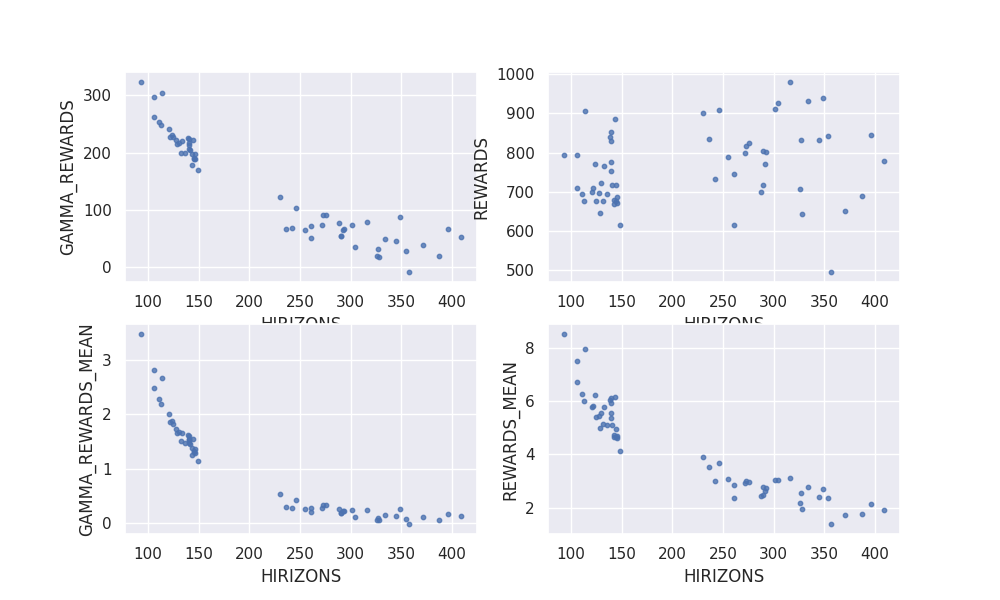 GAMMA_REWARDS
300
200
100
0
100 150 200 250 300 350 400
HIRIZONS
REWARDS
1000
900
800
700
600
500
100 150 200 250 300 350 400
HIRIZONS
GAMMA_REWARDS_MEAN
3
2
1
0
100 150 200 250 300 350 400
HIRIZONS
REWARDS_MEAN
8
6
4
2
100 150 200 250 300 350 400
HIRIZONS